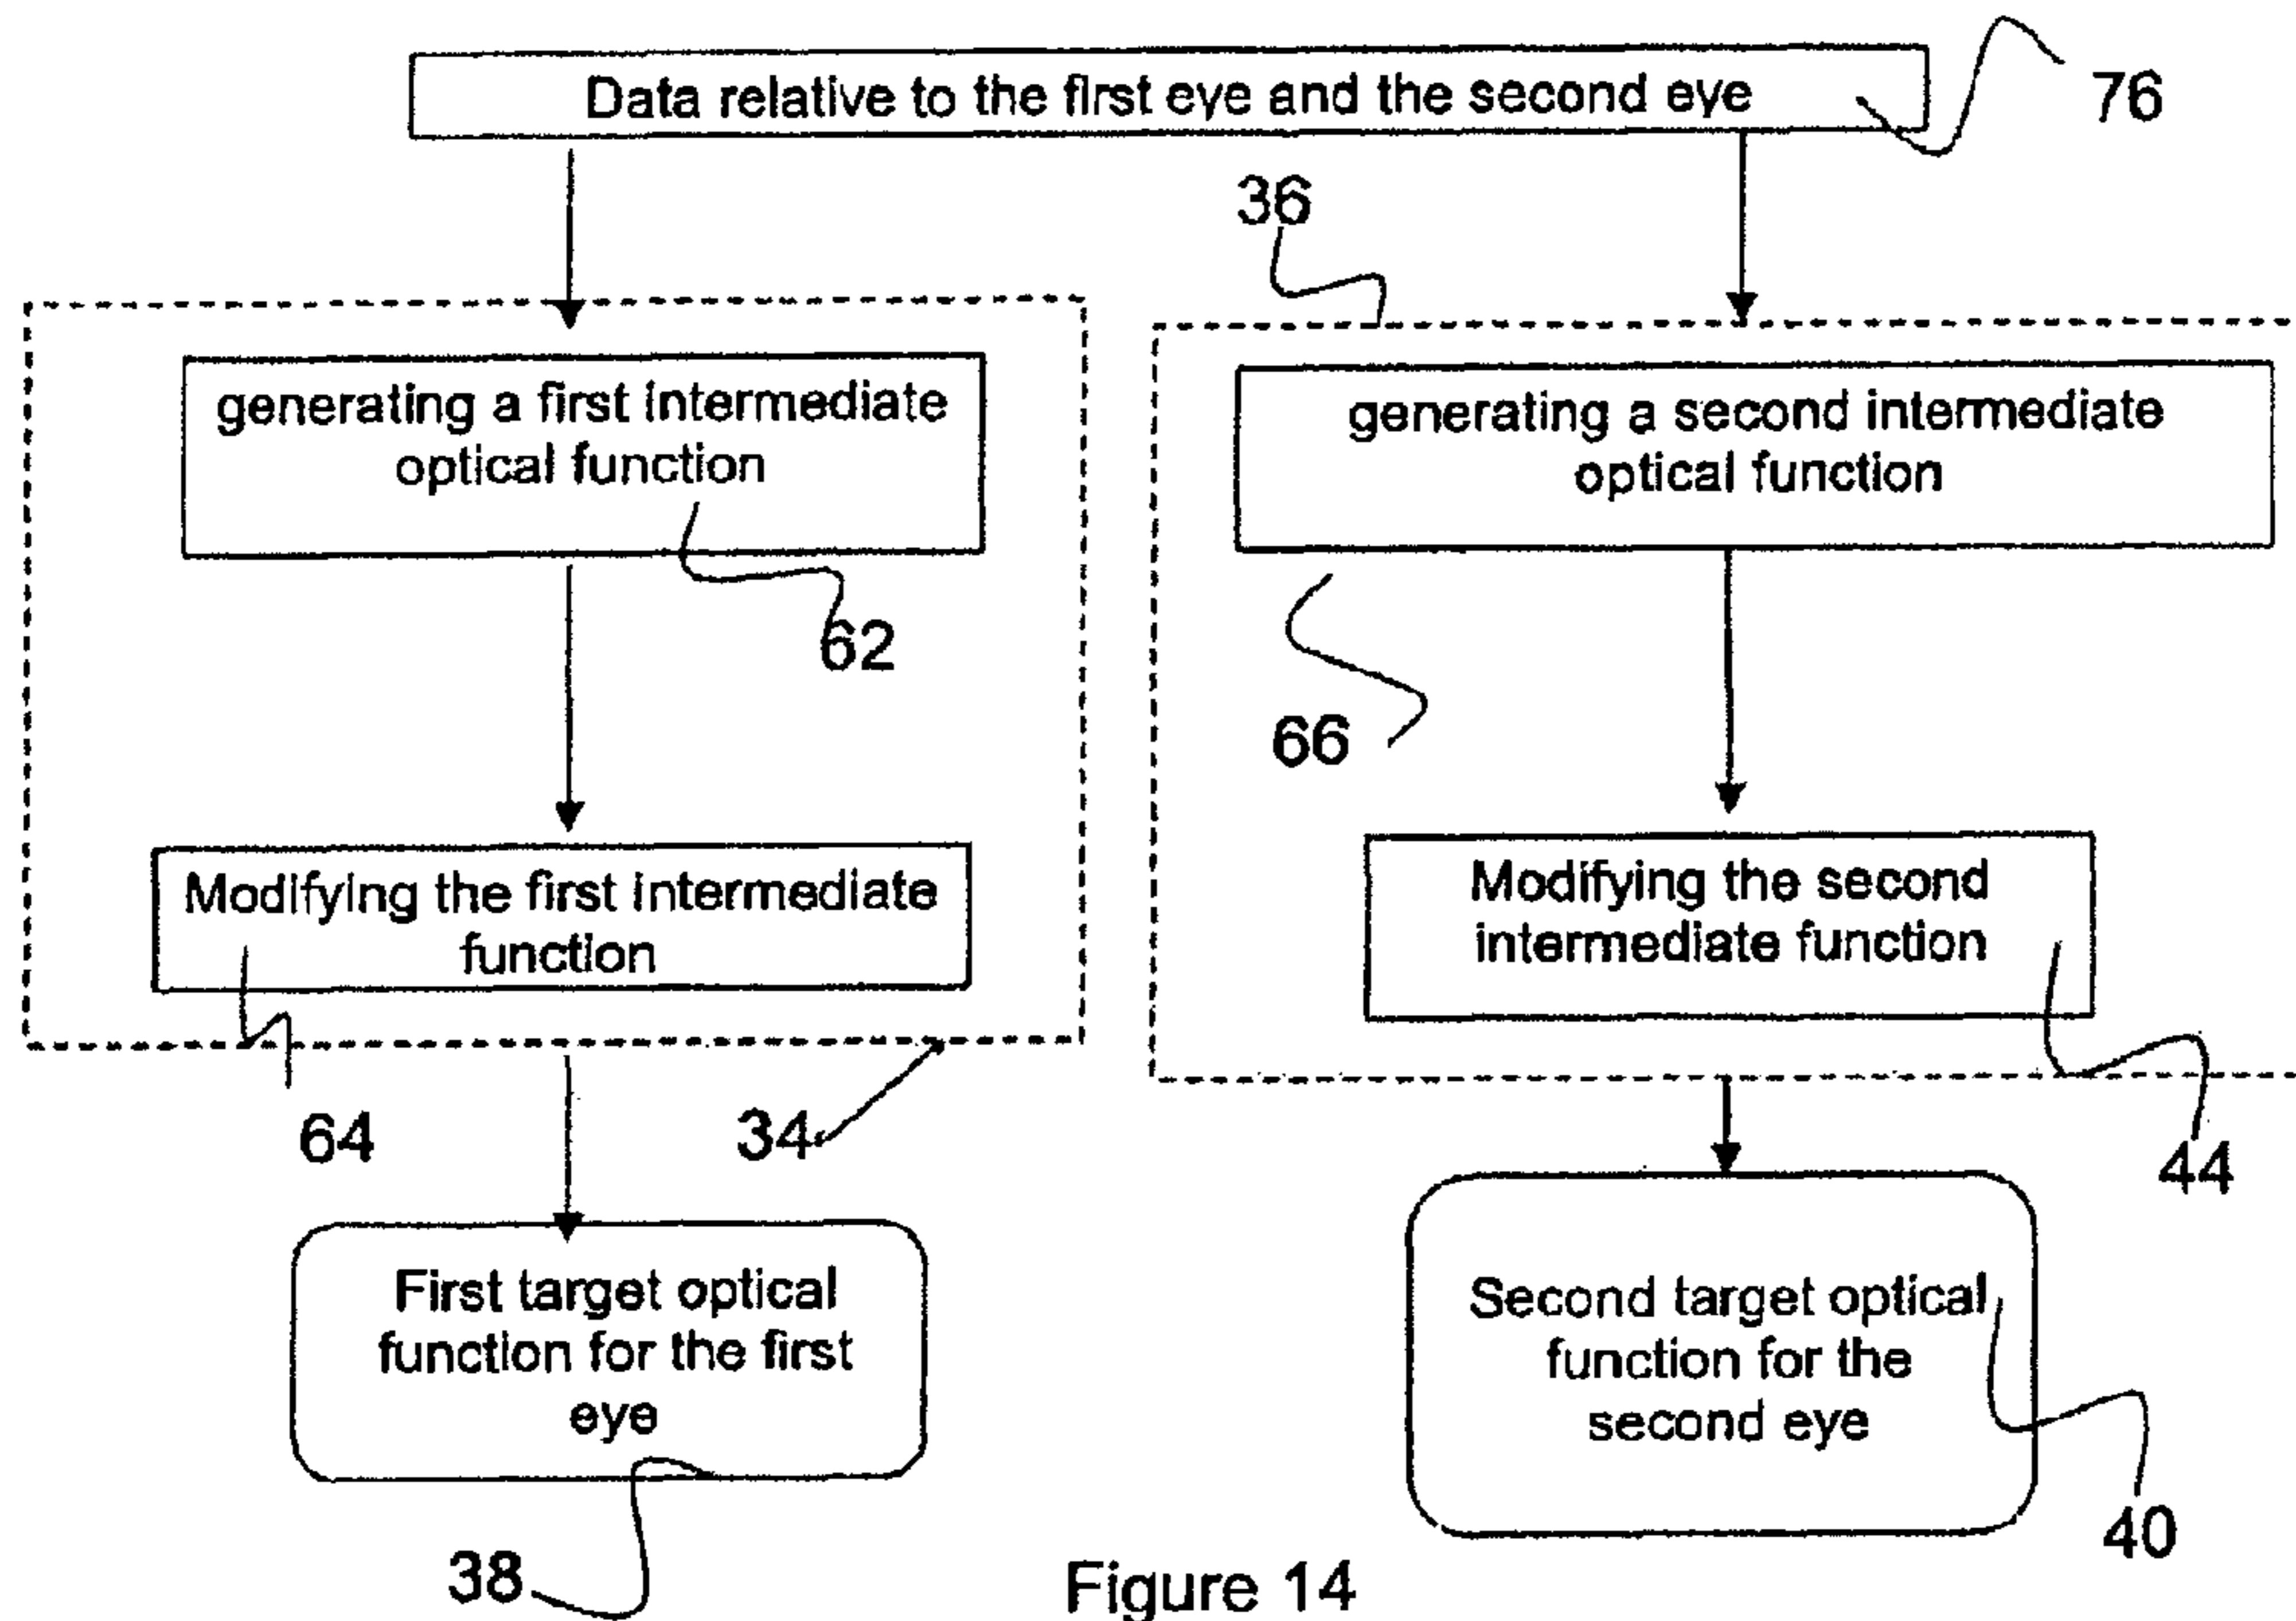 Data relative to the first eye and the second eye
76
36
generating a first intermediate
optical function
62
generating a second intermediate
optical function
66
Modifying the first intermediate
function
64
34
Modifying the second
intermediate function
44
First target optical
function for the first
eye
38
Second target optical
function for the
second eye
40
Figure 14